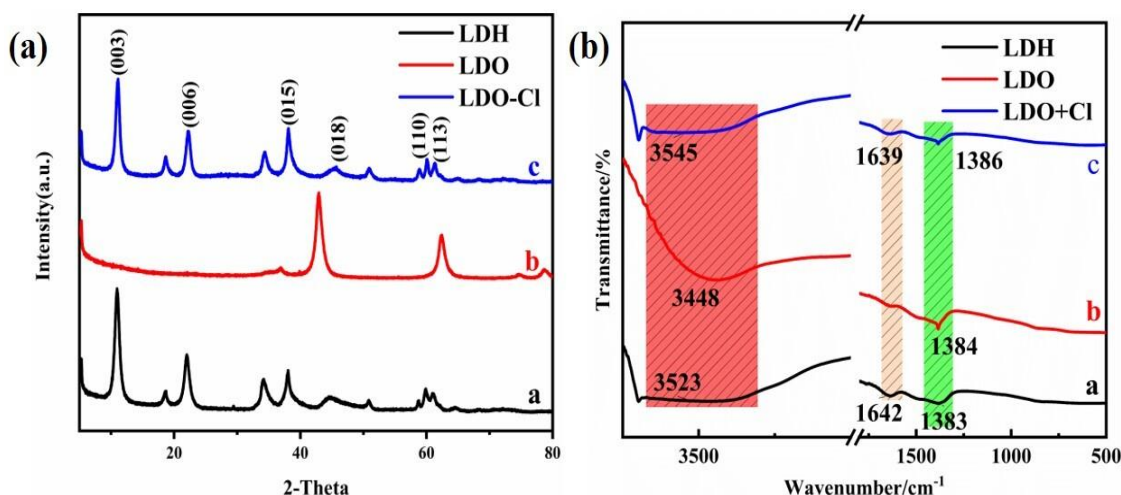 (a)
LDH
LDO
LDO-Cl
(003)
(006)
(015)
(018)
(110)
(113)
c
b
a
Intensity(a.u.)
20
40
60
80
2-Theta
(b)
LDH
LDO
LDO+Cl
3545
1639
1386
c
3448
1384
b
3523
1642
1383
a
Transmittance/%
3500
1500
1000
500
Wavenumber/cm⁻¹